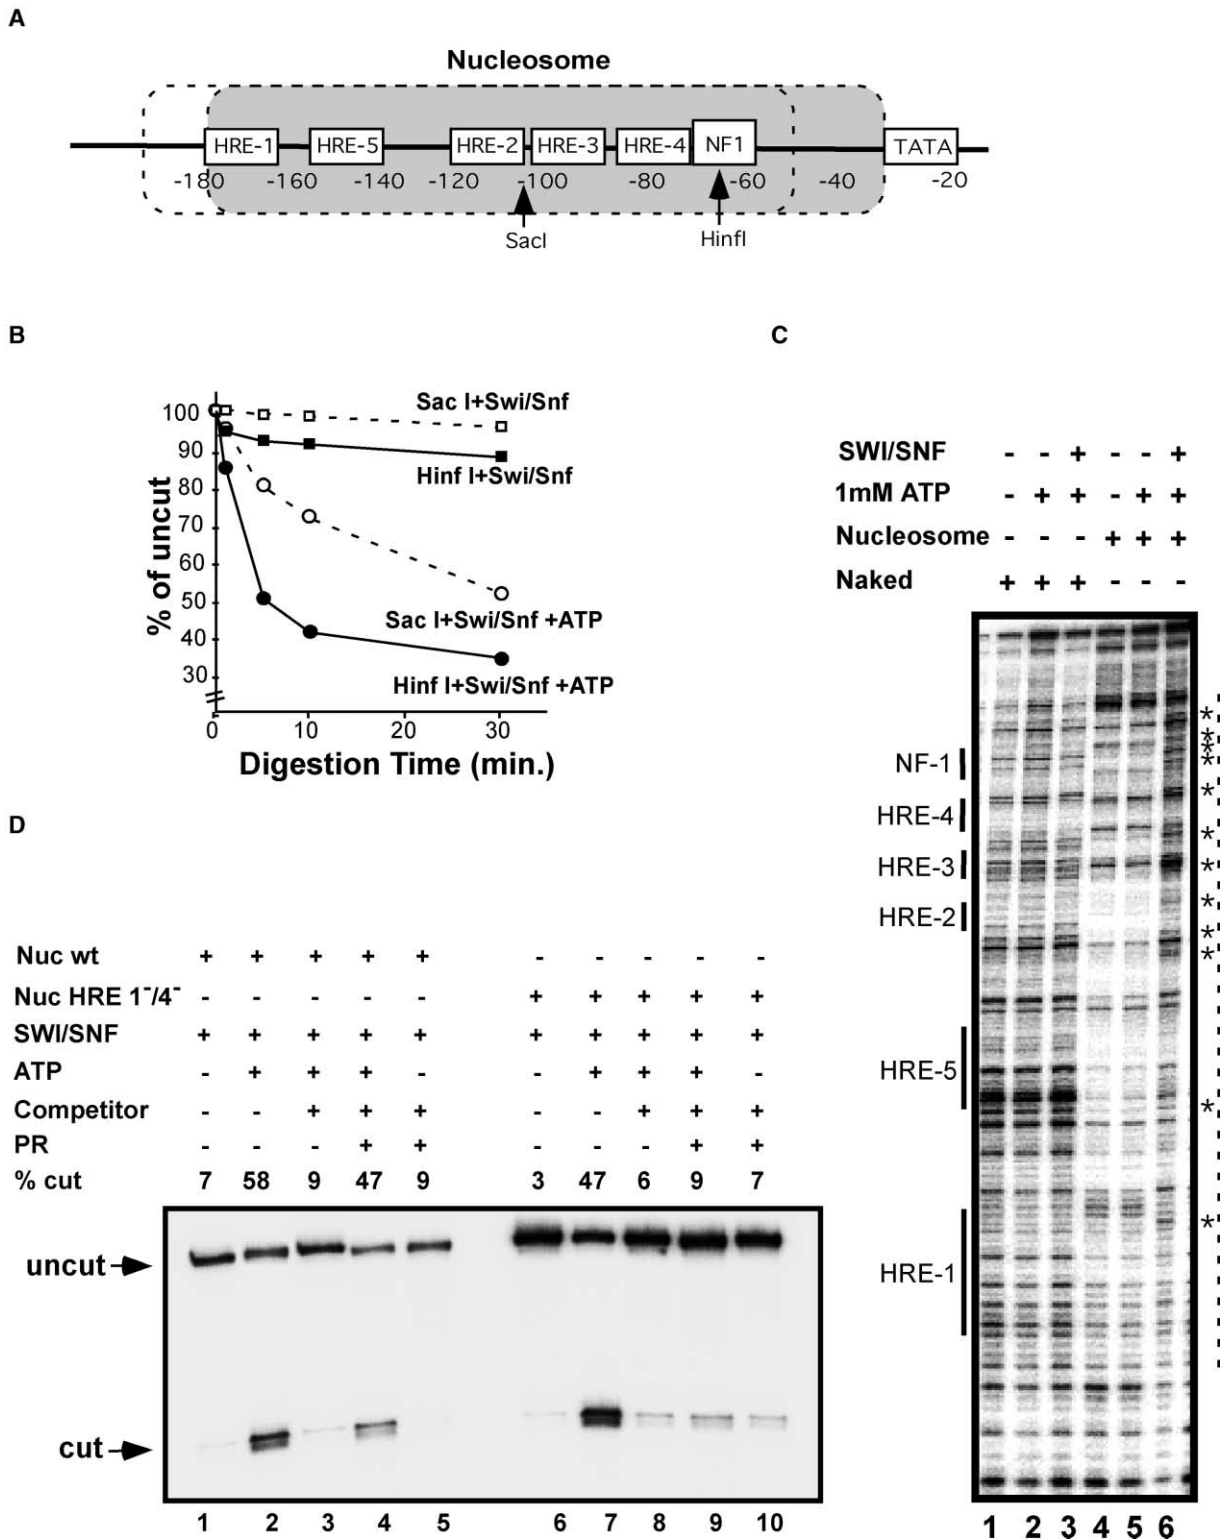 A
Nucleosome
HRE-1 HRE-5 HRE-2 HRE-3 HRE-4 NF1 TATA
-180 -160 -140 -120 -100 -80 -60 -40 -20
SacI HinfI
B
100
90
80
70
60
50
40
30
% of uncut
Sac I+Swi/Snf
Hinf I+Swi/Snf
Sac I+Swi/Snf +ATP
Hinf I+Swi/Snf +ATP
0 10 20 30
Digestion Time (min.)
C
SWI/SNF - - + - - +
1mM ATP - + + - + +
Nucleosome - - - + + +
Naked + + + - - -
*
*
*
*
NF-1
*
HRE-4
*
HRE-3 *
HRE-2 *
*
*
HRE-5
*
*
HRE-1
1 2 3 4 5 6
D
Nuc wt + + + + + - - - - -
Nuc HRE 1⁻/4⁻ - - - - - + + + + +
SWI/SNF + + + + + + + + + +
ATP - + + + - - + + + -
Competitor - - + + + - - + + +
PR - - - + + - - - + +
% cut 7 58 9 47 9 3 47 6 9 7
uncut
cut
1 2 3 4 5 6 7 8 9 10